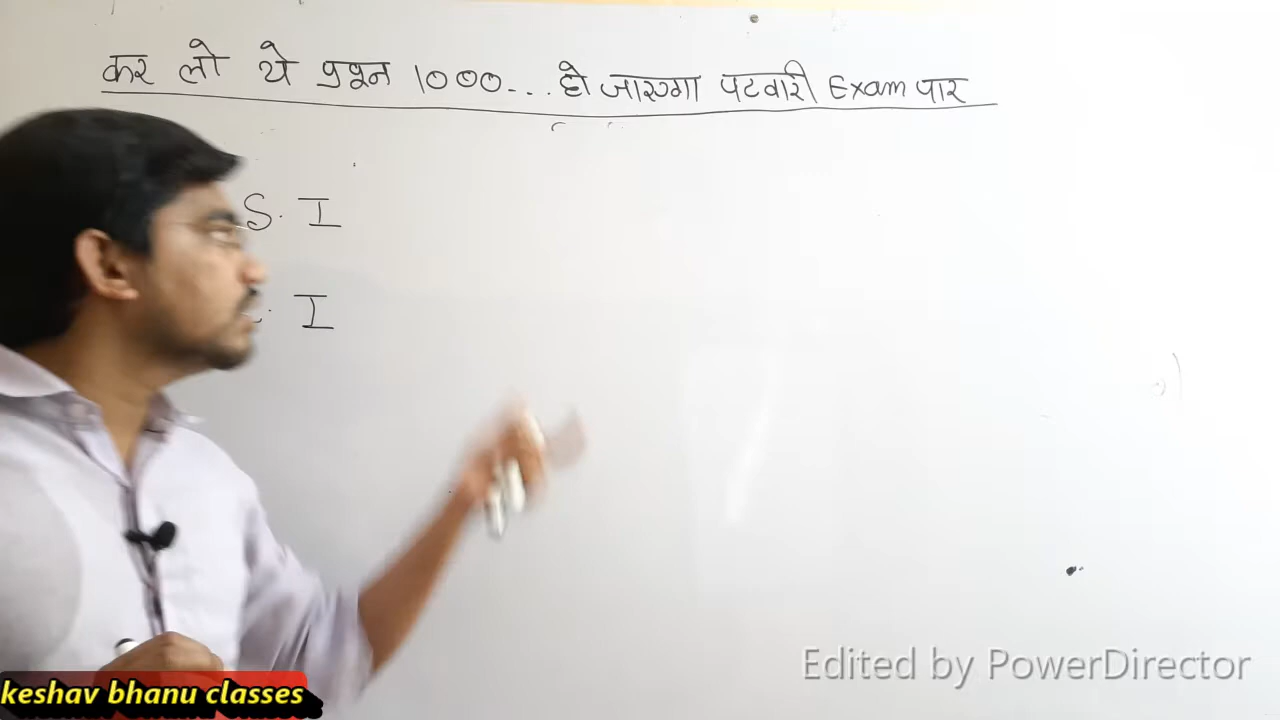 कर लो ये प्रश्न 1000... हो जाएगा पटवारी Exam पार
S. I
I
Edited by PowerDirector
keshav bhanu classes